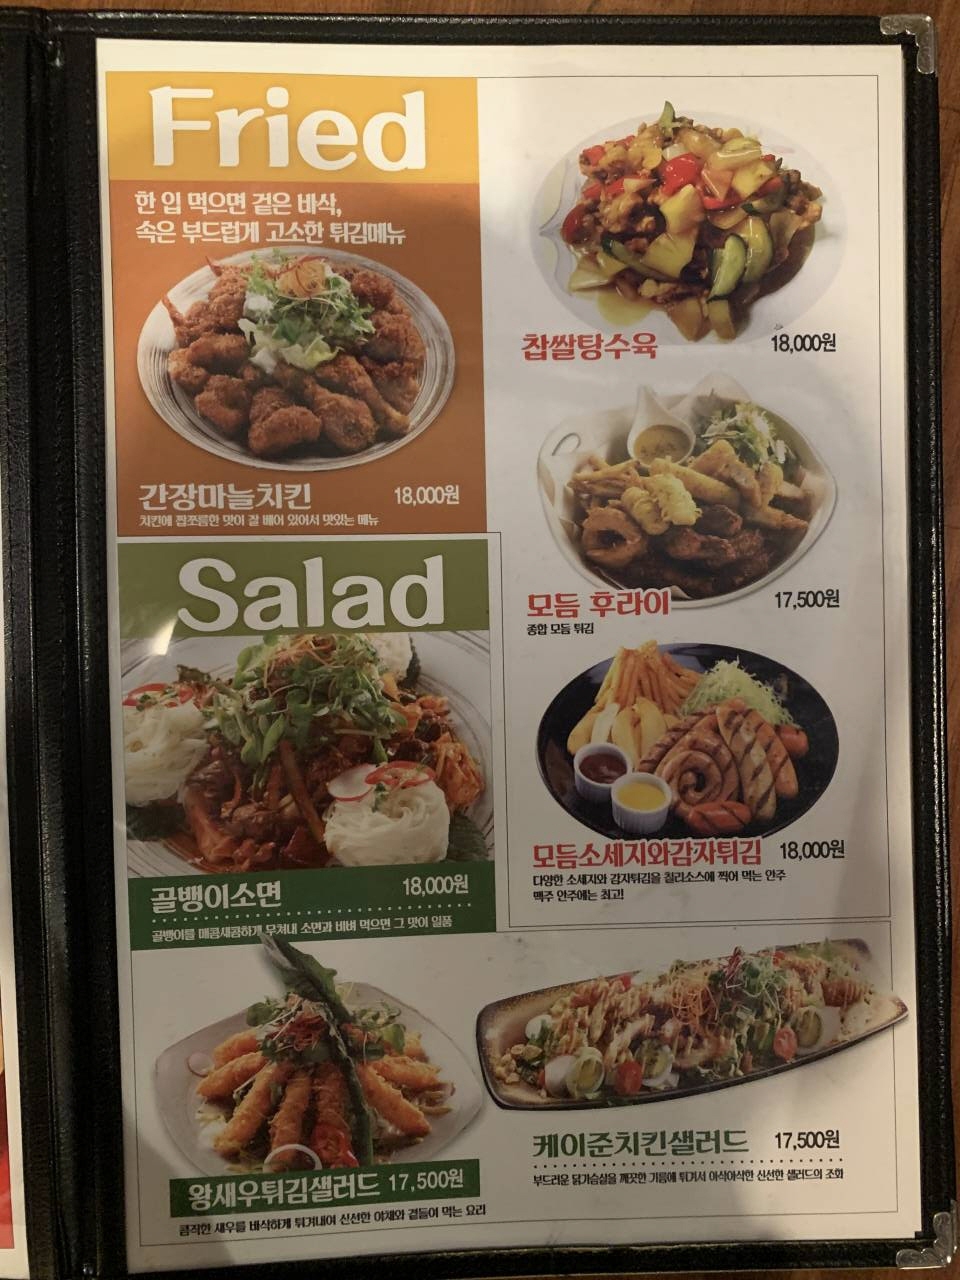 Fried
한 입 먹으면 겉은 바삭,
속은 부드럽게 고소한 튀김메뉴
간장마늘치킨 18,000원
치킨에 짭쪼름한 맛이 잘 베어 있어서 맛있는 메뉴
찹쌀탕수육 18,000원
모듬 후라이 17,500원
종합 모듬 튀김
모듬소세지와감자튀김 18,000원
다양한 소세지와 감자튀김을 칠리소스에 찍어 먹는 안주
맥주 안주에는 최고!
Salad
골뱅이소면 18,000원
골뱅이를 매콤새콤하게 무쳐내 소면과 비벼 먹으면 그 맛이 일품
왕새우튀김샐러드 17,500원
큼직한 새우를 바삭하게 튀겨내어 신선한 야채와 곁들이 먹는 요리
케이준치킨샐러드 17,500원
부드러운 닭가슴살을 깨끗한 기름에 튀겨서 아삭아삭한 신선한 샐러드의 조화